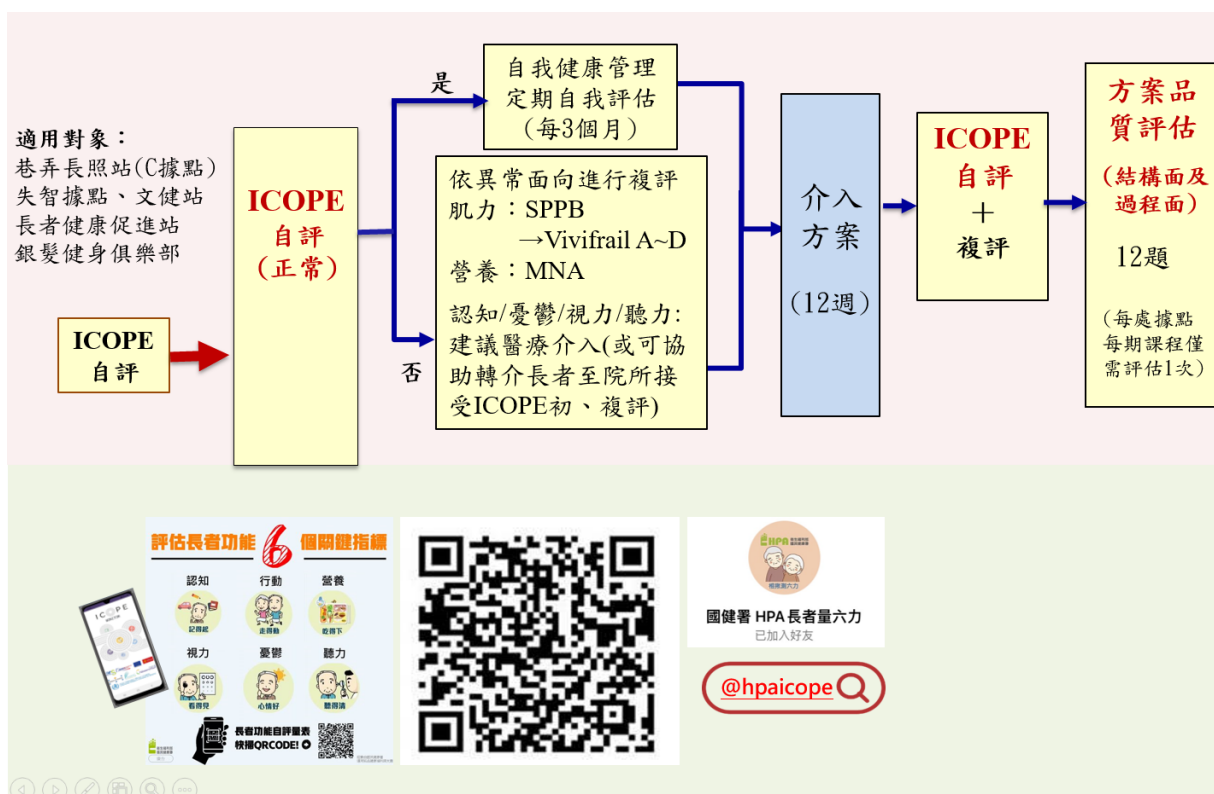 適用對象：
巷弄長照站(C據點)
失智據點、文健站
長者健康促進站
銀髮健身俱樂部
ICOPE
自評
ICOPE
自評
(正常)
是
自我健康管理
定期自我評估
(每3個月)
否
依異常面向進行複評
肌力：SPPB
→Vivifrail A~D
營養：MNA
認知/憂鬱/視力/聽力:
建議醫療介入(或可協
助轉介長者至院所接
受ICOPE初、複評)
介入
方案
(12週)
ICOPE
自評
＋
複評
方案品
質評估
(結構面及
過程面)
12題
(每處據點
每期課程僅
需評估1次)
評估長者功能6個關鍵指標
認知 行動 營養
記得起 走得動 吃得下
視力 憂鬱 聽力
看得見 心情好 聽得清
長者功能自評量表
快掃QRCODE!
ICOPE
HPA
國健署 HPA 長者量六力
已加入好友
@hpaicope